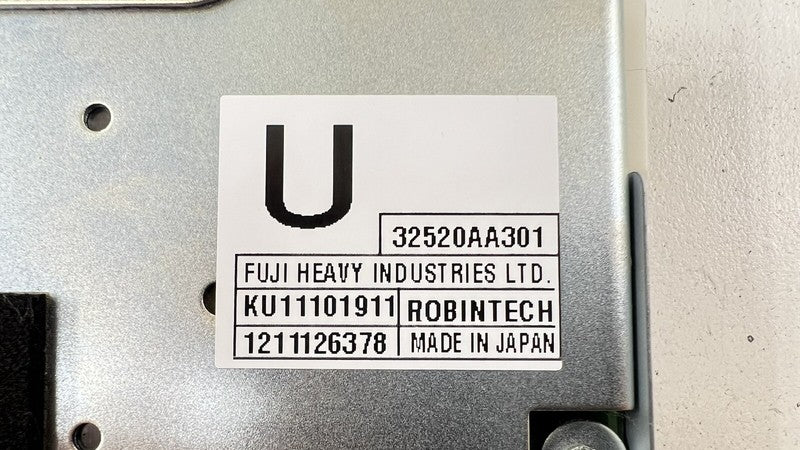 U
32520AA301
FUJI HEAVY INDUSTRIES LTD.
KU11101911 ROBINTECH
1211126378 MADE IN JAPAN